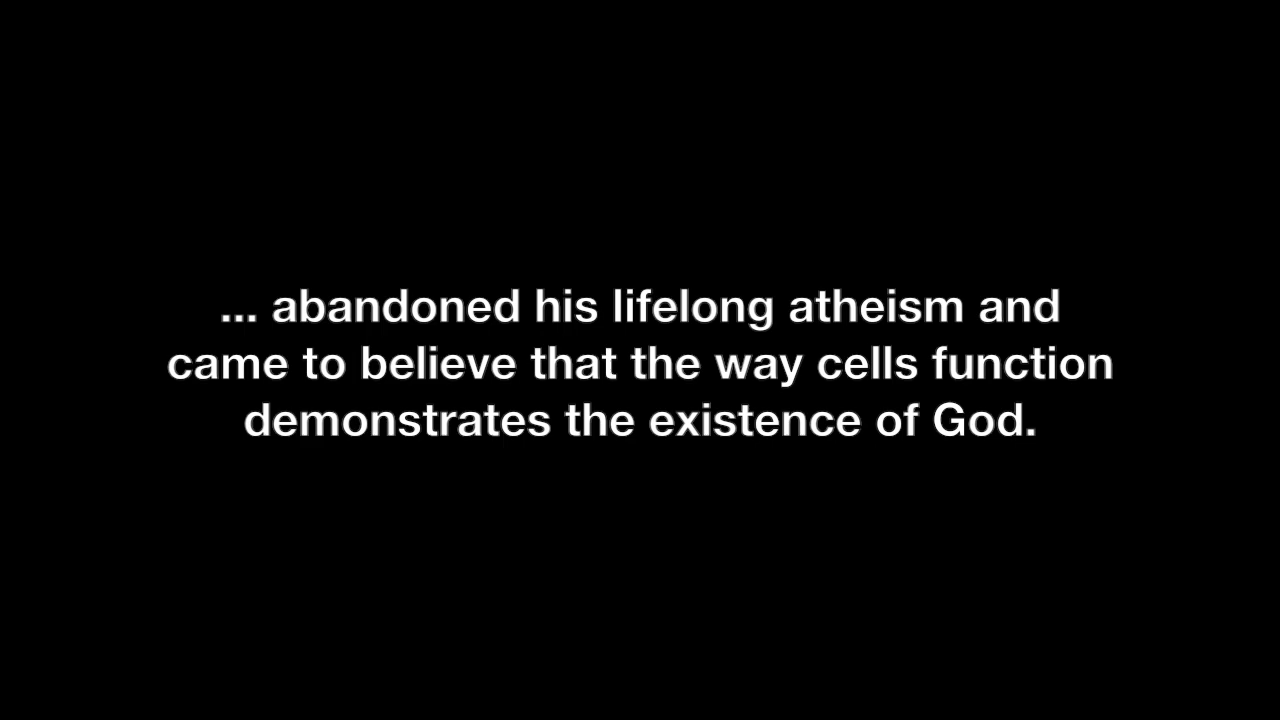 ... abandoned his lifelong atheism and
came to believe that the way cells function
demonstrates the existence of God.